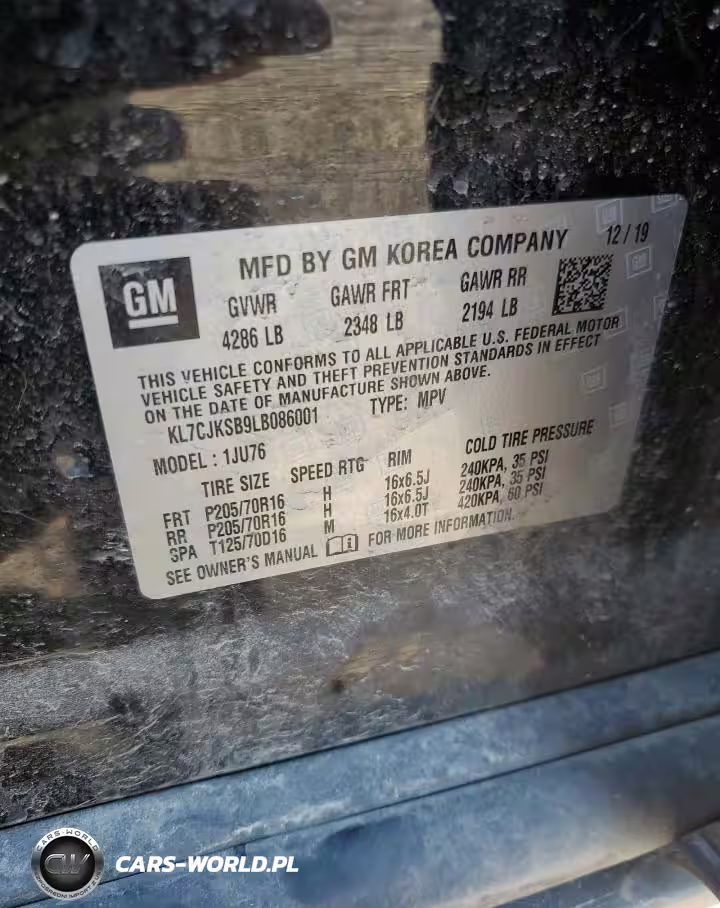 MFD BY GM KOREA COMPANY 12/19
GM
GVWR GAWR FRT GAWR RR
4286 LB 2348 LB 2194 LB
THIS VEHICLE CONFORMS TO ALL APPLICABLE U.S. FEDERAL MOTOR
VEHICLE SAFETY AND THEFT PREVENTION STANDARDS IN EFFECT
ON THE DATE OF MANUFACTURE SHOWN ABOVE.
KL7CJKSB9LB086001 TYPE: MPV
MODEL: 1JU76
TIRE SIZE SPEED RTG RIM COLD TIRE PRESSURE
FRT P205/70R16 H 16x6.5J 240KPA, 35 PSI
RR P205/70R16 H 16x6.5J 240KPA, 35 PSI
SPA T125/70D16 M 16x4.0T 420KPA, 60 PSI
SEE OWNER'S MANUAL FOR MORE INFORMATION.
CARS-WORLD
CW
CARS-WORLD.PL